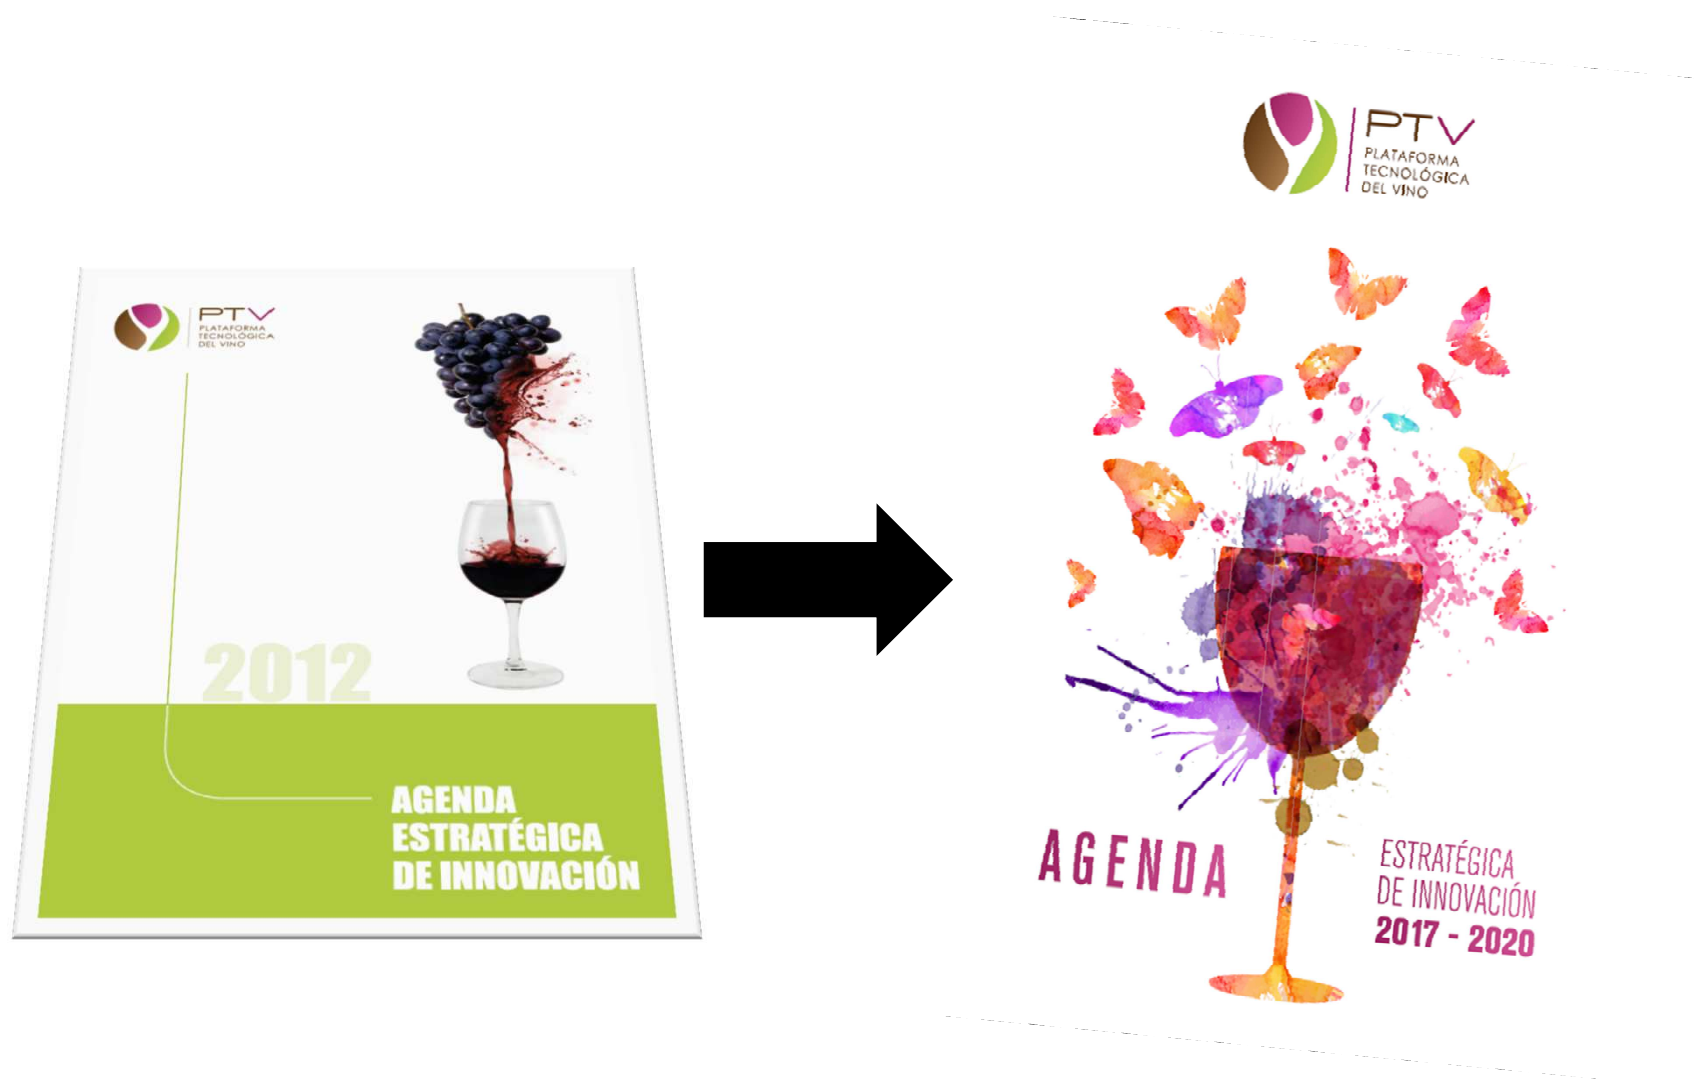 PTV
PLATAFORMA
TECNOLÓGICA
DEL VINO
2012
AGENDA
ESTRATÉGICA
DE INNOVACIÓN
PTV
PLATAFORMA
TECNOLÓGICA
DEL VINO
AGENDA
ESTRATÉGICA
DE INNOVACIÓN
2017 - 2020